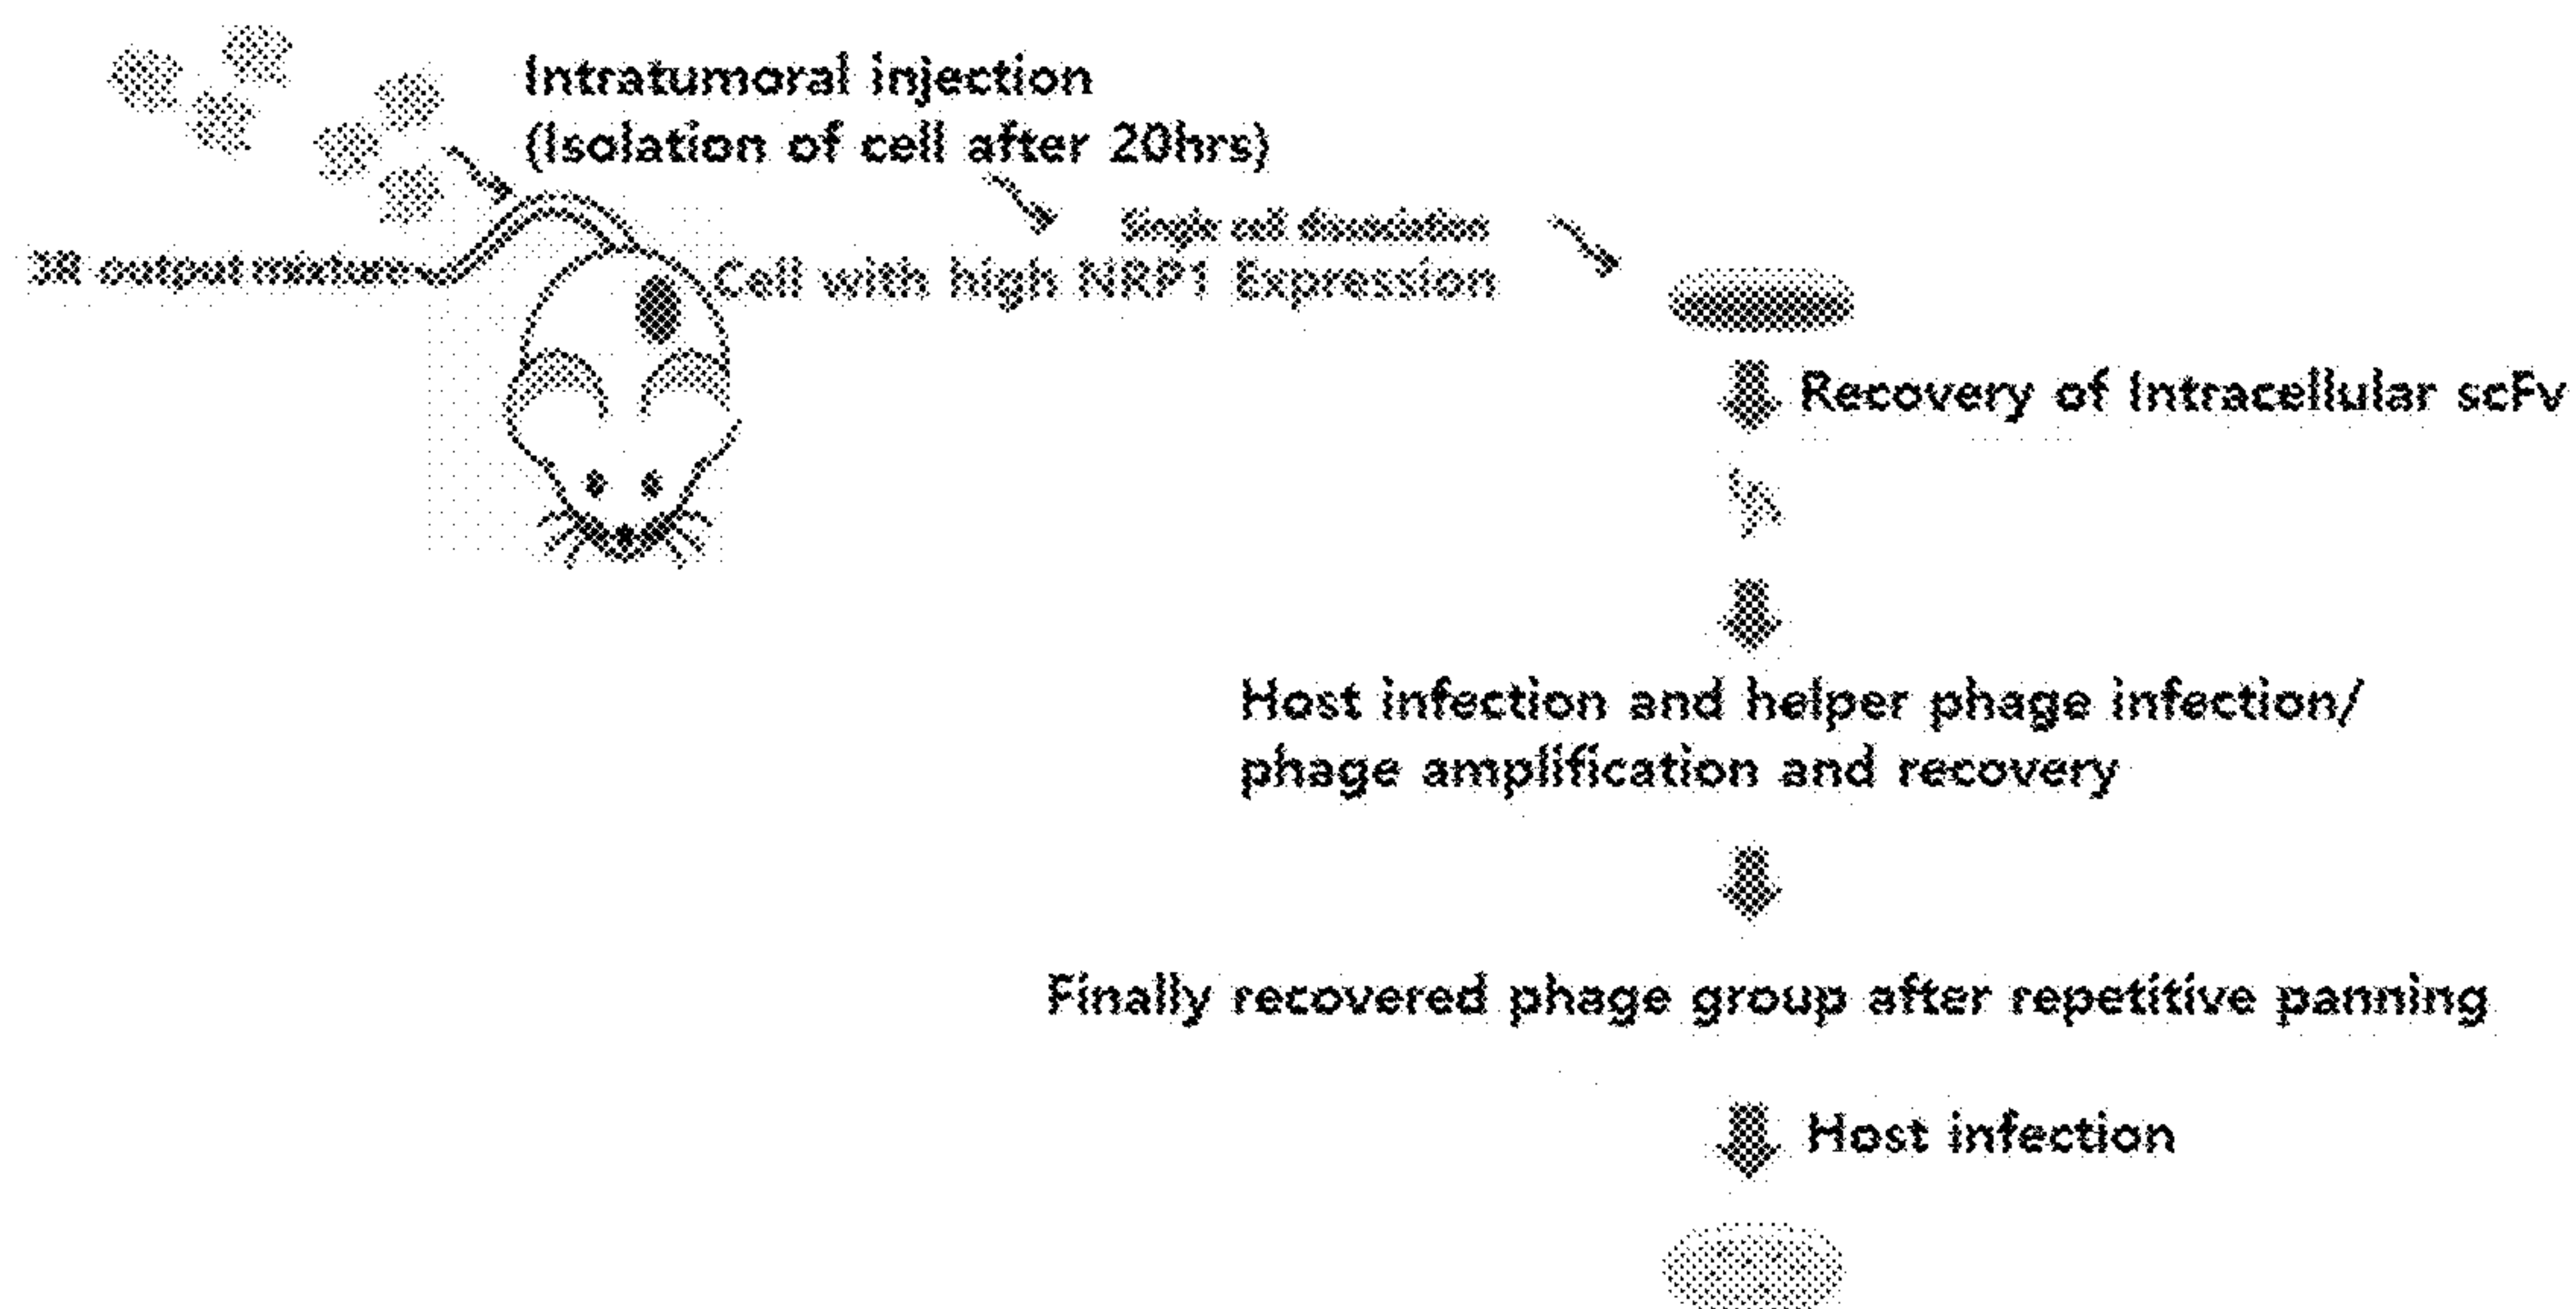 Intratumoral injection
(Isolation of cell after 20hrs)
3R output mixture
Single cell dissociation
Cell with high NRP1 Expression
Recovery of Intracellular scFv
Host infection and helper phage infection/
phage amplification and recovery
Finally recovered phage group after repetitive panning
Host infection